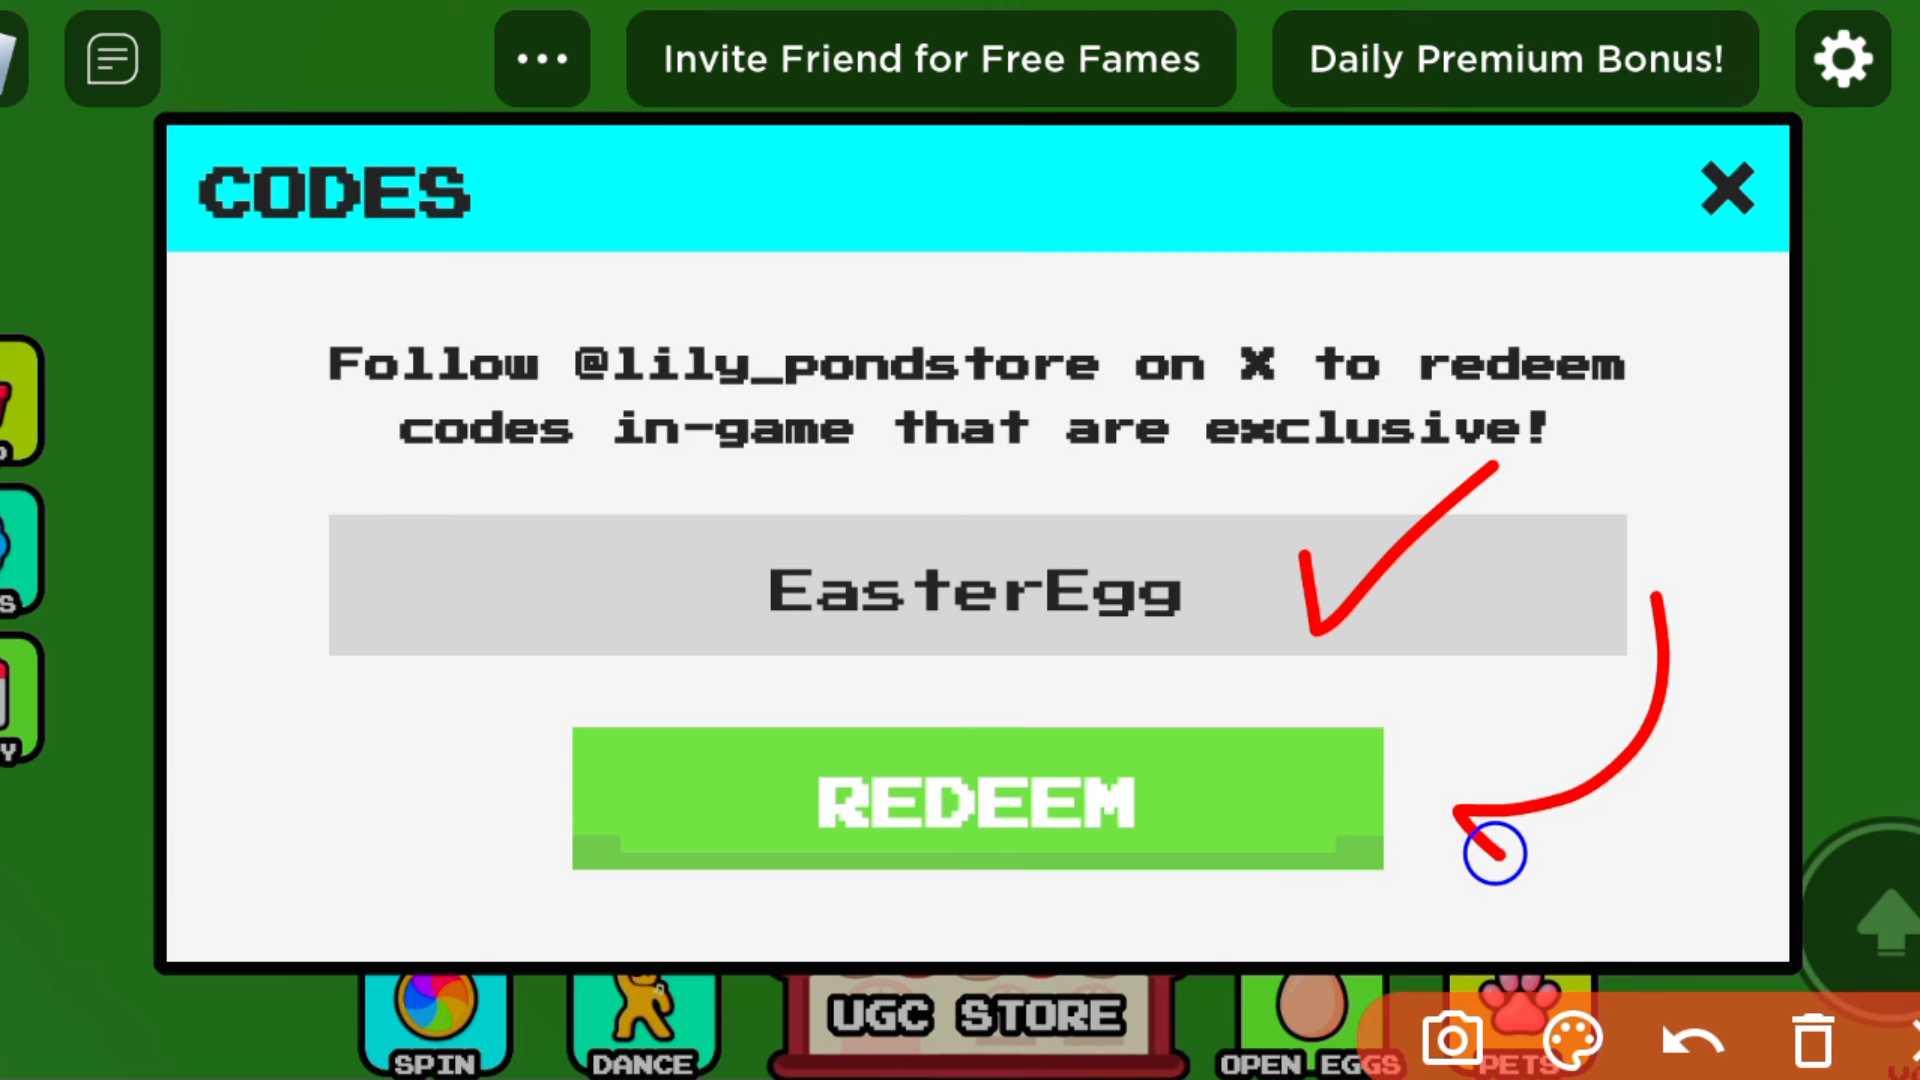 ... Invite Friend for Free Fames Daily Premium Bonus!
CODES
Follow @lily_pondstore on X to redeem
codes in-game that are exclusive!
S
EasterEgg
Y
REDEEM
UGC STORE
SPIN DANCE OPEN EGGS PETS